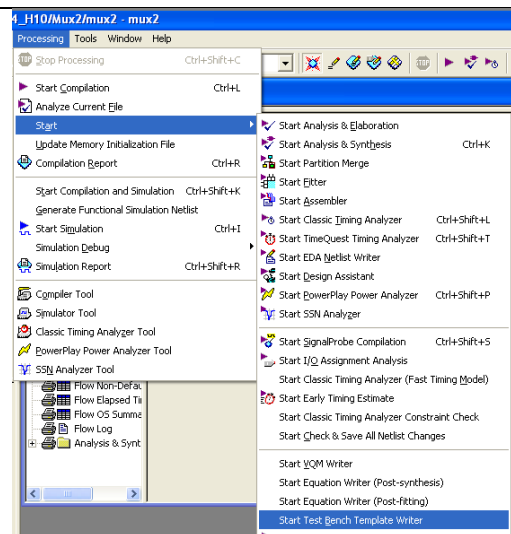 4_H10/Mux2/mux2 - mux2
Processing Tools Window Help
Stop Processing Ctrl+Shift+C
Start Compilation Ctrl+L
Analyze Current File
Start
Update Memory Initialization File
Compilation Report Ctrl+R
Start Compilation and Simulation Ctrl+Shift+K
Generate Functional Simulation Netlist
Start Simulation Ctrl+I
Simulation Debug
Simulation Report Ctrl+Shift+R
Compiler Tool
Simulator Tool
Classic Timing Analyzer Tool
PowerPlay Power Analyzer Tool
SSN Analyzer Tool
Flow Non-Defau
Flow Elapsed Ti
Flow OS Summa
Flow Log
Analysis & Synt
Start Analysis & Elaboration
Start Analysis & Synthesis Ctrl+K
Start Partition Merge
Start Fitter
Start Assembler
Start Classic Timing Analyzer Ctrl+Shift+L
Start TimeQuest Timing Analyzer Ctrl+Shift+T
Start EDA Netlist Writer
Start Design Assistant
Start PowerPlay Power Analyzer Ctrl+Shift+P
Start SSN Analyzer
Start SignalProbe Compilation Ctrl+Shift+S
Start I/O Assignment Analysis
Start Classic Timing Analyzer (Fast Timing Model)
Start Early Timing Estimate
Start Classic Timing Analyzer Constraint Check
Start Check & Save All Netlist Changes
Start VQM Writer
Start Equation Writer (Post-synthesis)
Start Equation Writer (Post-fitting)
Start Test Bench Template Writer